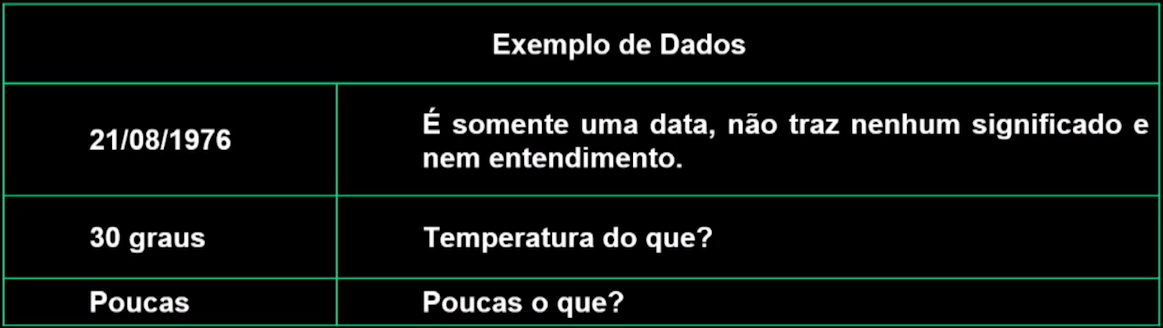 Exemplo de Dados
21/08/1976
É somente uma data, não traz nenhum significado e
nem entendimento.
30 graus
Temperatura do que?
Poucas
Poucas o que?